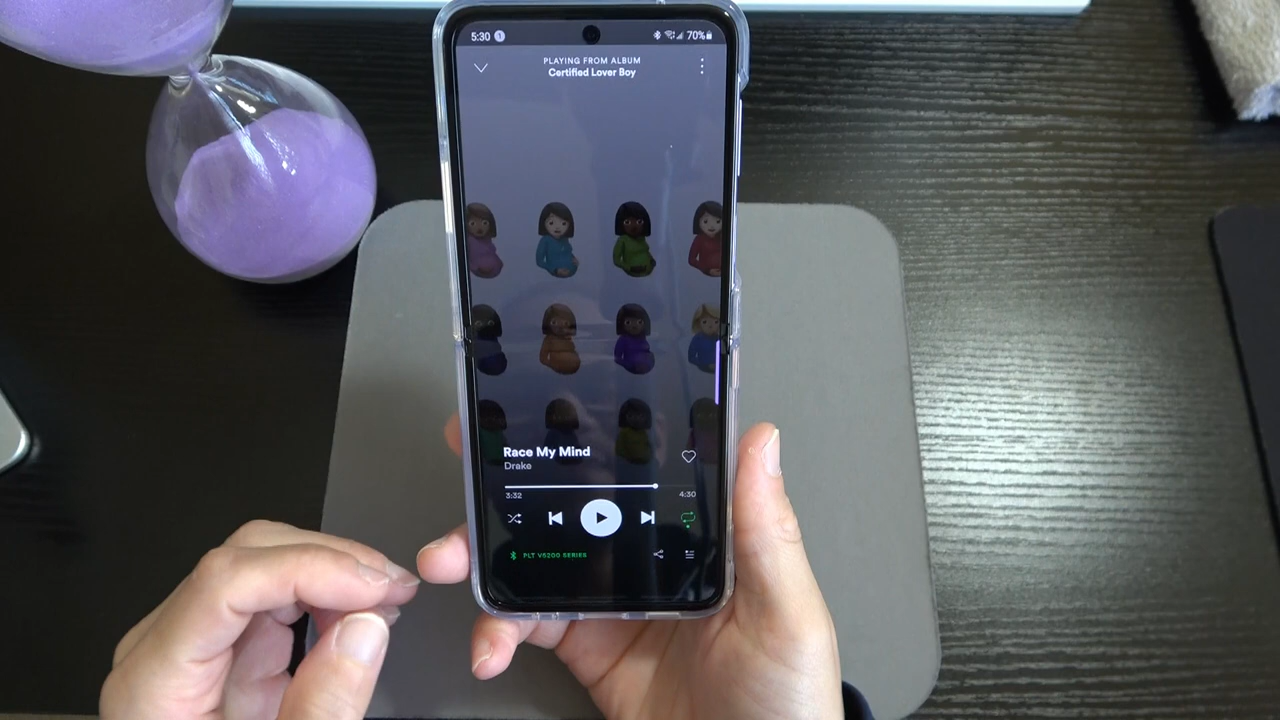 5:30 1 70%
PLAYING FROM ALBUM
Certified Lover Boy
Race My Mind
Drake
3:32 4:30
PLT V5200 SERIES